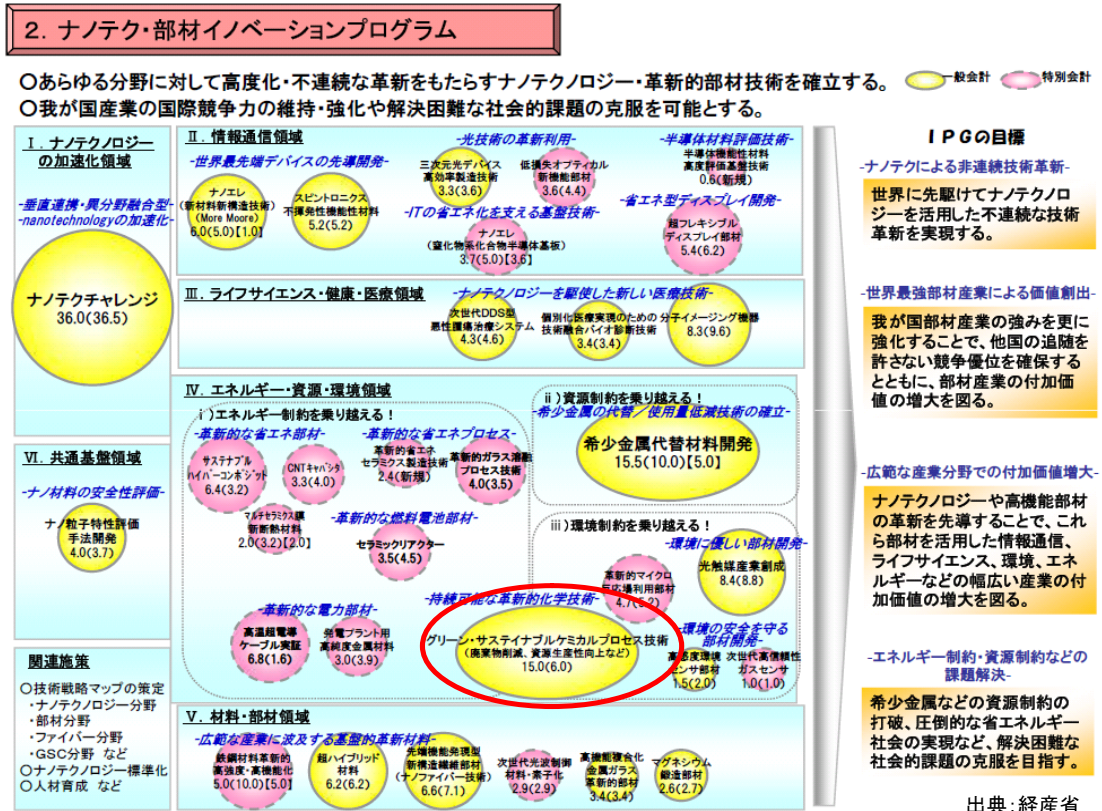 ２．ナノテク・部材イノベーションプログラム
○あらゆる分野に対して高度化・不連続な革新をもたらすナノテクノロジー・革新的部材技術を確立する。
一般会計
特別会計
○我が国産業の国際競争力の維持・強化や解決困難な社会的課題の克服を可能とする。
Ⅰ．ナノテクノロジー
の加速化領域
-垂直連携・異分野融合型-
-nanotechnologyの加速化-
ナノテクチャレンジ
36.0(36.5)
Ⅵ．共通基盤領域
-ナノ材料の安全性評価-
ナノ粒子特性評価
手法開発
4.0(3.7)
関連施策
○技術戦略マップの策定
・ナノテクノロジー分野
・部材分野
・ファイバー分野
・GSC分野 など
○ナノテクノロジー標準化
○人材育成 など
Ⅱ．情報通信領域
-世界最先端デバイスの先導開発-
ナノエレ
(新材料新構造技術)
(More Moore)
6.0(5.0)【1.0】
スピントロニクス
不揮発性機能性材料
5.2(5.2)
-光技術の革新利用-
三次元光デバイス
高効率製造技術
3.3(3.6)
低損失オプティカル
新機能部材
3.6(4.4)
-ITの省エネ化を支える基盤技術-
ナノエレ
(窒化物系化合物半導体基板)
3.7(5.0)【3.6】
-半導体材料評価技術-
半導体機能性材料
高度評価基盤技術
0.6(新規)
-省エネ型ディスプレイ開発-
超フレキシブル
ディスプレイ部材
5.4(6.2)
Ⅲ．ライフサイエンス・健康・医療領域
-ナノテクノロジーを駆使した新しい医療技術-
次世代DDS型
悪性腫瘍治療システム
4.3(4.6)
個別化医療実現のための
技術融合バイオ診断技術
3.4(3.4)
分子イメージング機器
8.3(9.6)
Ⅳ．エネルギー・資源・環境領域
ⅰ)エネルギー制約を乗り越える！
-革新的な省エネ部材-
サステナブル
ハイパーコンポジット
6.4(3.2)
CNTキャパシタ
3.3(4.0)
マルチセラミクス膜
新断熱材料
2.0(3.2)【2.0】
-革新的な省エネプロセス-
革新的省エネ
セラミクス製造技術
2.4(新規)
革新的ガラス溶融
プロセス技術
4.0(3.5)
-革新的な燃料電池部材-
セラミックリアクター
3.5(4.5)
-革新的な電力部材-
高温超電導
ケーブル実証
6.8(1.6)
発電プラント用
高純度金属材料
3.0(3.9)
ⅱ)資源制約を乗り越える！
-希少金属の代替／使用量低減技術の確立-
希少金属代替材料開発
15.5(10.0)【5.0】
ⅲ)環境制約を乗り越える！
-環境に優しい部材開発-
光触媒産業創成
8.4(8.8)
革新的マイクロ
反応場利用部材
4.7(5.2)
-持続可能な革新的化学技術-
グリーン・サステイナブルケミカルプロセス技術
(廃棄物削減、資源生産性向上など)
15.0(6.0)
-環境の安全を守る
部材開発-
高感度環境
センサ部材
1.5(2.0)
次世代高信頼性
ガスセンサ
1.0(1.0)
Ⅴ．材料・部材領域
-広範な産業に波及する基盤的革新材料-
鉄鋼材料革新的
高強度・高機能化
5.0(10.0)【5.0】
超ハイブリッド
材料
6.2(6.2)
先端機能発現型
新構造繊維部材
(ナノファイバー技術)
6.6(7.1)
次世代光波制御
材料・素子化
2.9(2.9)
高機能複合化
金属ガラス
革新的部材
3.4(3.4)
マグネシウム
鍛造部材
2.6(2.7)
ＩＰＧの目標
-ナノテクによる非連続技術革新-
世界に先駆けてナノテクノロ
ジーを活用した不連続な技術
革新を実現する。
-世界最強部材産業による価値創出-
我が国部材産業の強みを更に
強化することで、他国の追随を
許さない競争優位を確保する
とともに、部材産業の付加価
値の増大を図る。
-広範な産業分野での付加価値増大-
ナノテクノロジーや高機能部材
の革新を先導することで、これ
ら部材を活用した情報通信、
ライフサイエンス、環境、エネ
ルギーなどの幅広い産業の付
加価値の増大を図る。
-エネルギー制約・資源制約などの
課題解決-
希少金属などの資源制約の
打破、圧倒的な省エネルギー
社会の実現など、解決困難な
社会的課題の克服を目指す。
出典：経産省